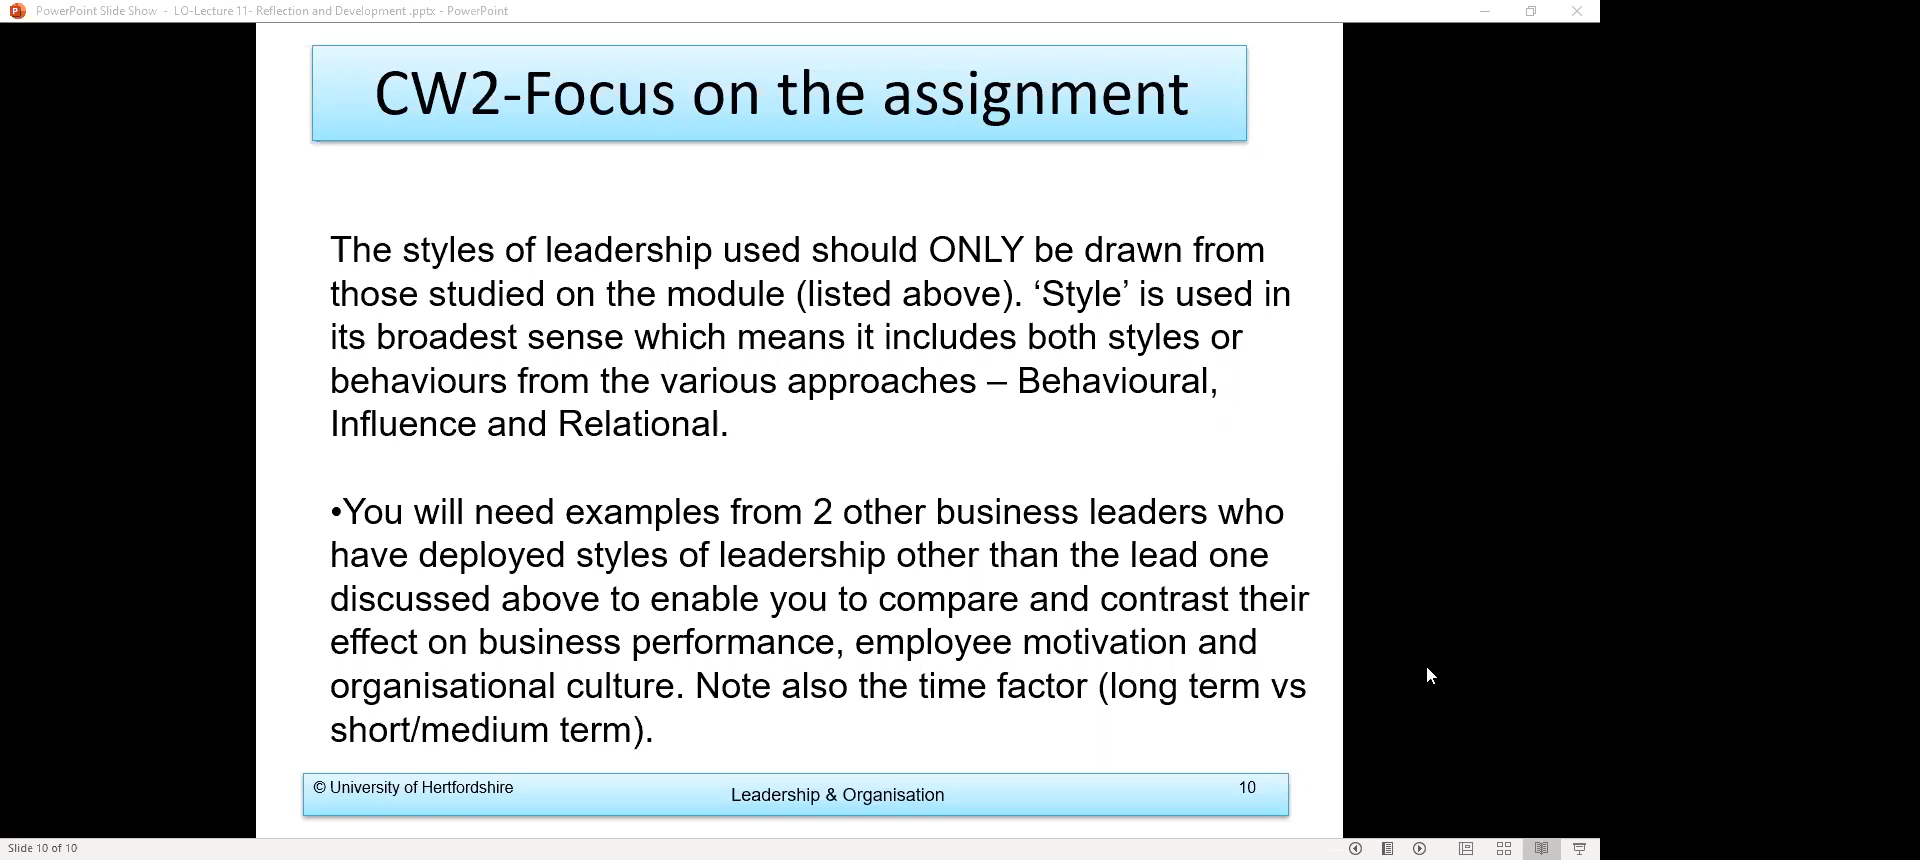 PowerPoint Slide Show - LO-Lecture 11- Reflection and Development .pptx - PowerPoint
CW2-Focus on the assignment
The styles of leadership used should ONLY be drawn from
those studied on the module (listed above). ‘Style’ is used in
its broadest sense which means it includes both styles or
behaviours from the various approaches – Behavioural,
Influence and Relational.
•You will need examples from 2 other business leaders who
have deployed styles of leadership other than the lead one
discussed above to enable you to compare and contrast their
effect on business performance, employee motivation and
organisational culture. Note also the time factor (long term vs
short/medium term).
© University of Hertfordshire
Leadership & Organisation
10
Slide 10 of 10